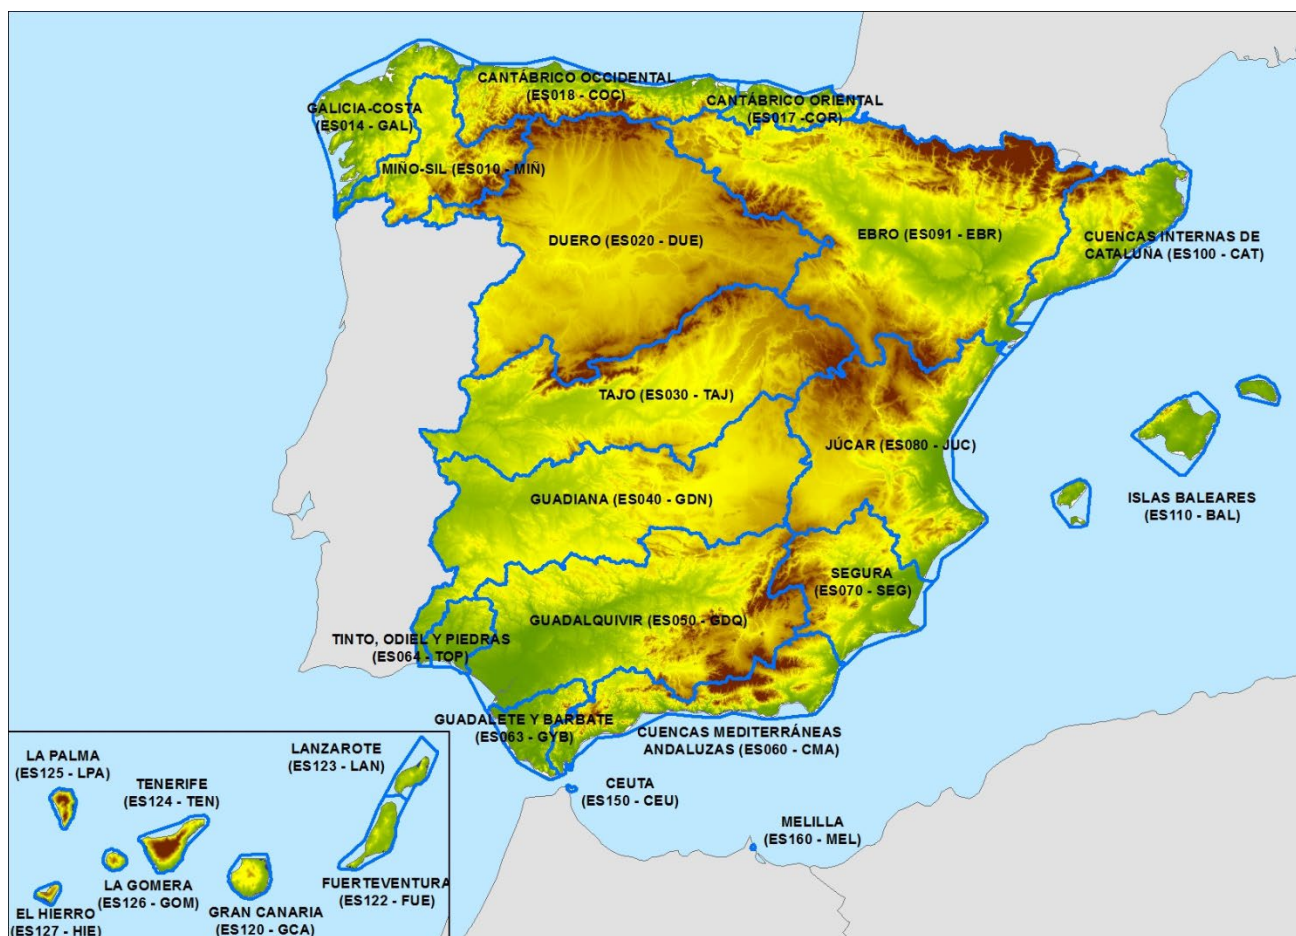 CANTÁBRICO OCCIDENTAL
(ES018 - COC)
CANTÁBRICO ORIENTAL
(ES017 -COR)
GALICIA-COSTA
(ES014 - GAL)
MIÑO-SIL (ES010 - MIÑ)
DUERO (ES020 - DUE)
EBRO (ES091 - EBR)
CUENCAS INTERNAS DE
CATALUÑA (ES100 - CAT)
TAJO (ES030 - TAJ)
JÚCAR (ES080 - JUC)
GUADIANA (ES040 - GDN)
ISLAS BALEARES
(ES110 - BAL)
SEGURA
(ES070 - SEG)
GUADALQUIVIR (ES050 - GDQ)
TINTO, ODIEL Y PIEDRAS
(ES064 - TOP)
GUADALETE Y BARBATE
(ES063 - GYB)
CUENCAS MEDITERRÁNEAS
ANDALUZAS (ES060 - CMA)
CEUTA
(ES150 - CEU)
MELILLA
(ES160 - MEL)
LA PALMA
(ES125 - LPA)
TENERIFE
(ES124 - TEN)
LANZAROTE
(ES123 - LAN)
LA GOMERA
(ES126 - GOM)
FUERTEVENTURA
(ES122 - FUE)
EL HIERRO
(ES127 - HIE)
GRAN CANARIA
(ES120 - GCA)